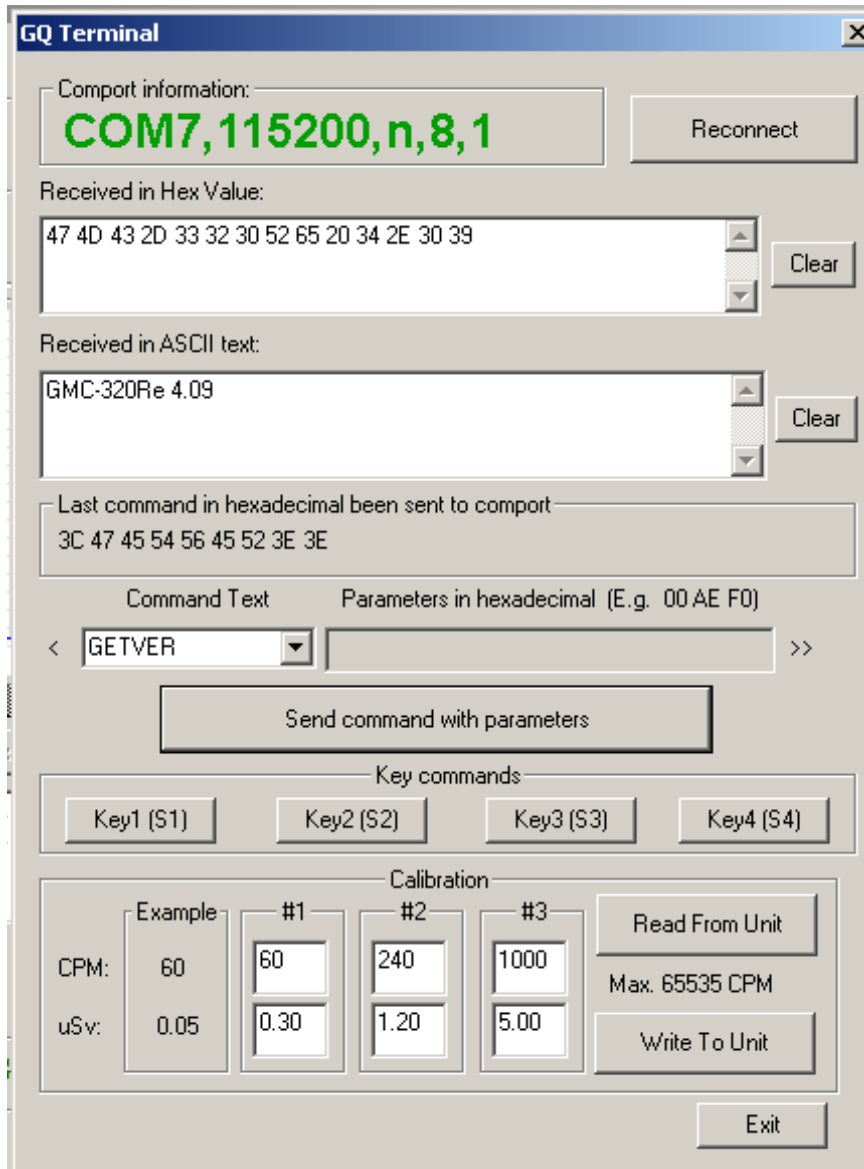 GQ Terminal
Comport information:
COM7,115200,n,8,1
Reconnect
Received in Hex Value:
47 4D 43 2D 33 32 30 52 65 20 34 2E 30 39
Clear
Received in ASCII text:
GMC-320Re 4.09
Clear
Last command in hexadecimal been sent to comport
3C 47 45 54 56 45 52 3E 3E
Command Text Parameters in hexadecimal (E.g. 00 AE F0)
< GETVER >>
Send command with parameters
Key commands
Key1 (S1) Key2 (S2) Key3 (S3) Key4 (S4)
Calibration
Example #1 #2 #3 Read From Unit
CPM: 60 60 240 1000
Max. 65535 CPM
uSv: 0.05 0.30 1.20 5.00
Write To Unit
Exit